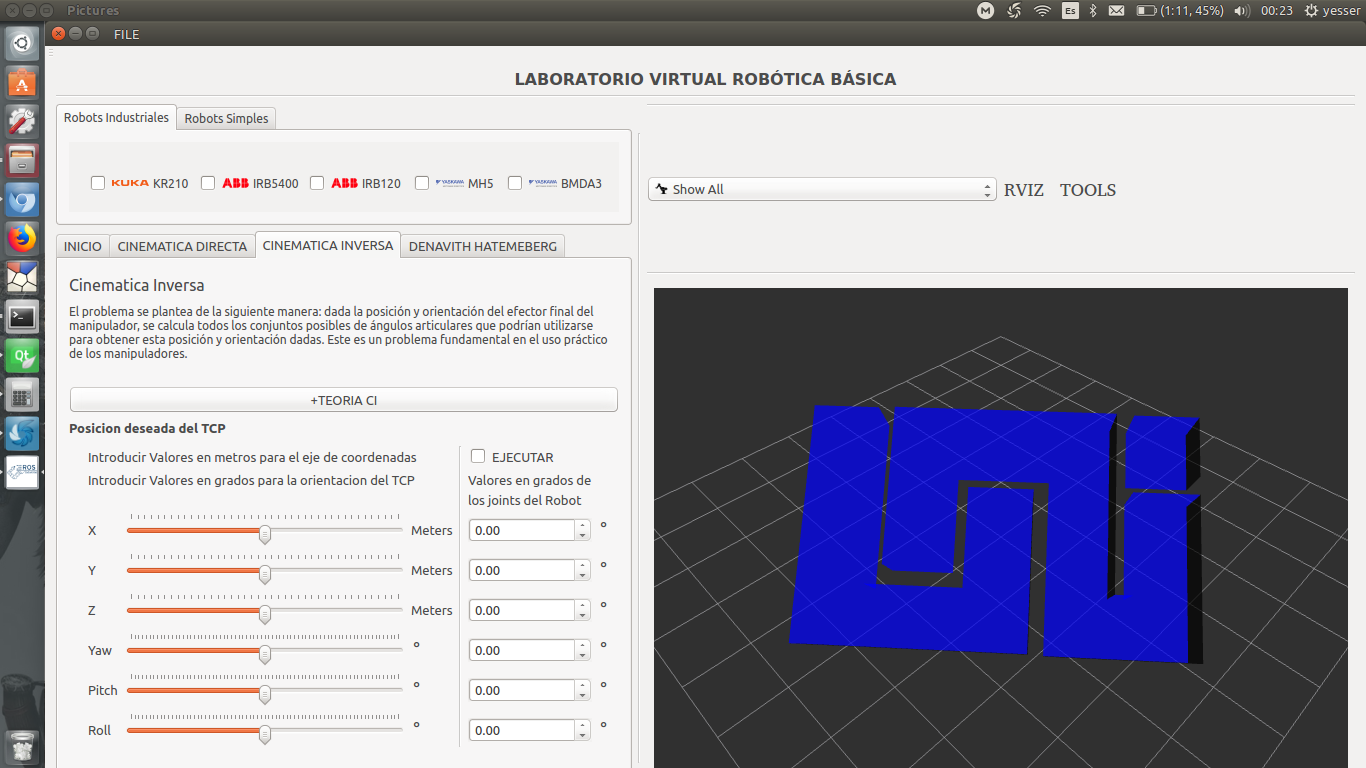 Pictures
Es
(1:11, 45%)
00:23
yesser
FILE
LABORATORIO VIRTUAL ROBÓTICA BÁSICA
Robots Industriales
Robots Simples
KUKA KR210
ABB IRB5400
ABB IRB120
YASKAWA MH5
YASKAWA BMDA3
Show All
RVIZ
TOOLS
INICIO
CINEMATICA DIRECTA
CINEMATICA INVERSA
DENAVITH HATEMEBERG
Cinematica Inversa
El problema se plantea de la siguiente manera: dada la posición y orientación del efector final del
manipulador, se calcula todos los conjuntos posibles de ángulos articulares que podrían utilizarse
para obtener esta posición y orientación dadas. Este es un problema fundamental en el uso práctico
de los manipuladores.
+TEORIA CI
Posicion deseada del TCP
Introducir Valores en metros para el eje de coordenadas
Introducir Valores en grados para la orientacion del TCP
EJECUTAR
Valores en grados de
los joints del Robot
X Meters 0.00 °
Y Meters 0.00 °
Z Meters 0.00 °
Yaw ° 0.00 °
Pitch ° 0.00 °
Roll ° 0.00 °
Qt
ROS